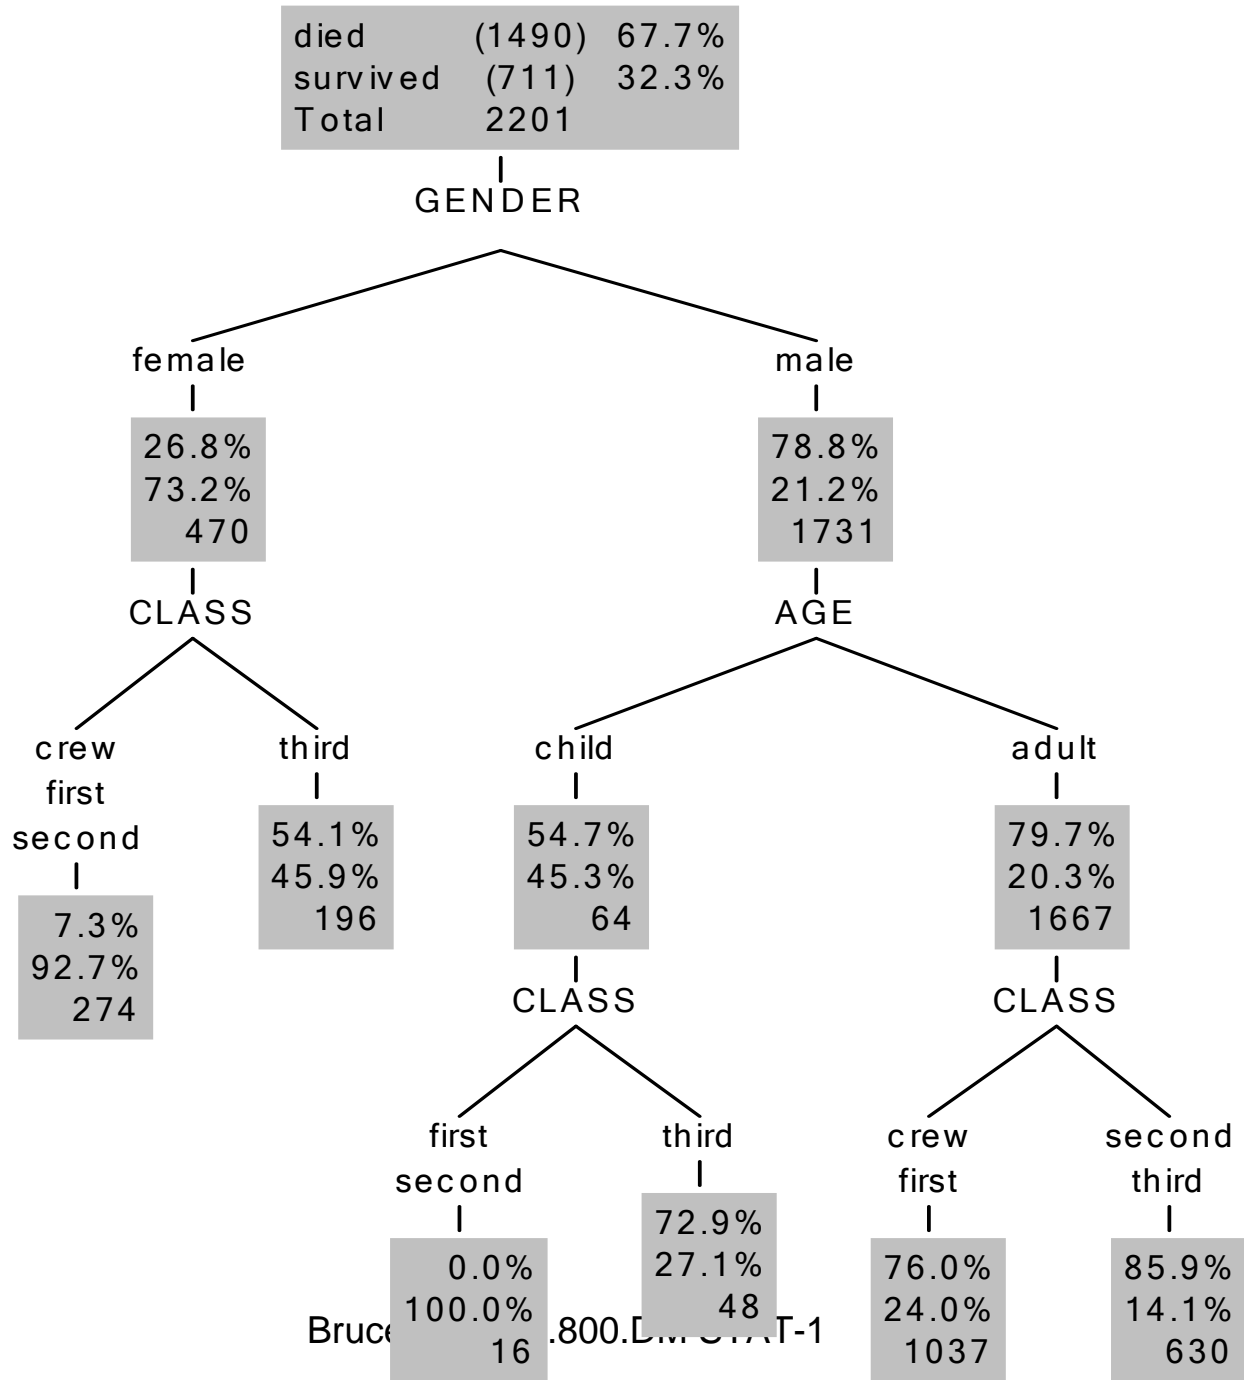 died (1490) 67.7%
survived (711) 32.3%
Total 2201
GENDER
female male
26.8% 78.8%
73.2% 21.2%
470 1731
CLASS AGE
crew third child adult
first
second
54.1% 54.7% 79.7%
45.9% 45.3% 20.3%
196 64 1667
7.3%
92.7%
274
CLASS CLASS
first third crew second
second first third
72.9%
27.1%
48
0.0%
100.0%
16
76.0% 85.9%
24.0% 14.1%
1037 630
Bruce .800.DM STAT-1